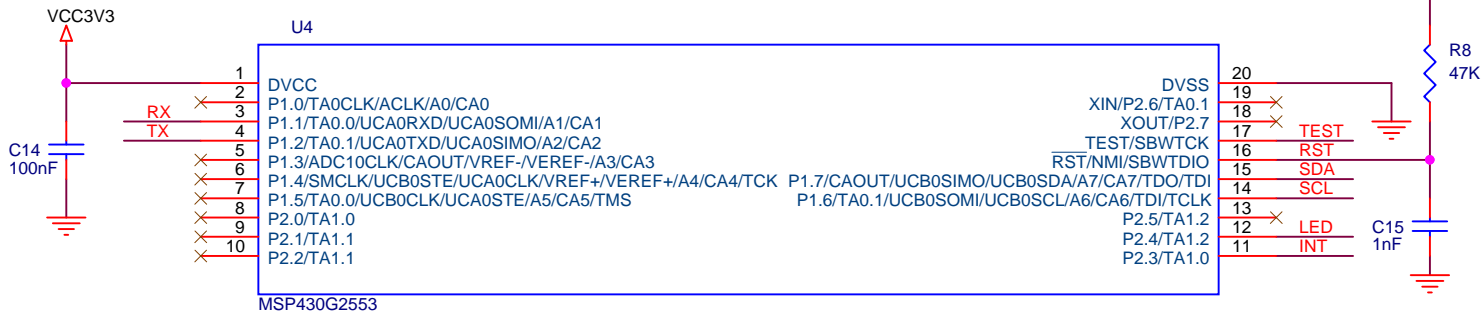 VCC3V3
U4
R8
47K
1
DVCC
2
P1.0/TA0CLK/ACLK/A0/CA0
RX
3
P1.1/TA0.0/UCA0RXD/UCA0SOMI/A1/CA1
TX
4
P1.2/TA0.1/UCA0TXD/UCA0SIMO/A2/CA2
5
P1.3/ADC10CLK/CAOUT/VREF-/VEREF-/A3/CA3
6
P1.4/SMCLK/UCB0STE/UCA0CLK/VREF+/VEREF+/A4/CA4/TCK
7
P1.5/TA0.0/UCB0CLK/UCA0STE/A5/CA5/TMS
8
P2.0/TA1.0
9
P2.1/TA1.1
10
P2.2/TA1.1
C14
100nF
20
DVSS
19
XIN/P2.6/TA0.1
18
XOUT/P2.7
17
TEST/SBWTCK
TEST
16
RST/NMI/SBWTDIO
RST
15
P1.7/CAOUT/UCB0SIMO/UCB0SDA/A7/CA7/TDO/TDI
SDA
14
P1.6/TA0.1/UCB0SOMI/UCB0SCL/A6/CA6/TDI/TCLK
SCL
13
P2.5/TA1.2
12
P2.4/TA1.2
LED
11
P2.3/TA1.0
INT
C15
1nF
MSP430G2553